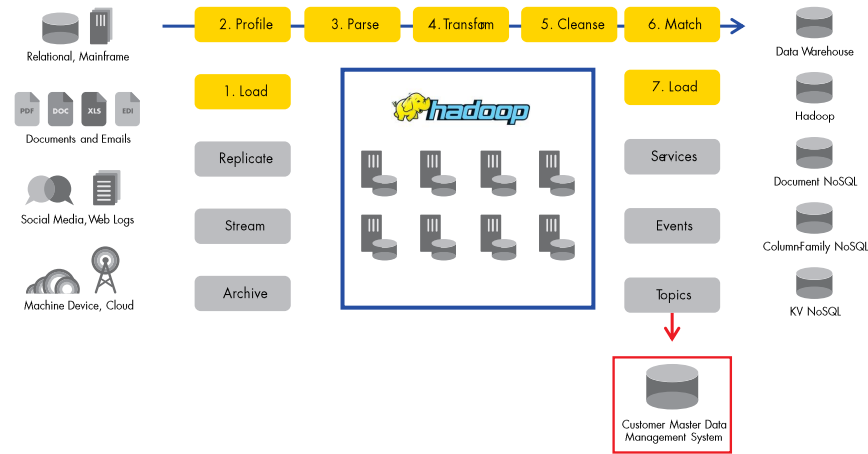 2. Profile
3. Parse
4. Transform
5. Cleanse
6. Match
Relational, Mainframe
1. Load
7. Load
hadoop
Data Warehouse
PDF
DOC
XLS
EDI
Documents and Emails
Replicate
Services
Hadoop
Social Media, Web Logs
Stream
Events
Document NoSQL
Machine Device, Cloud
Archive
Topics
Column-Family NoSQL
KV NoSQL
Customer Master Data
Management System